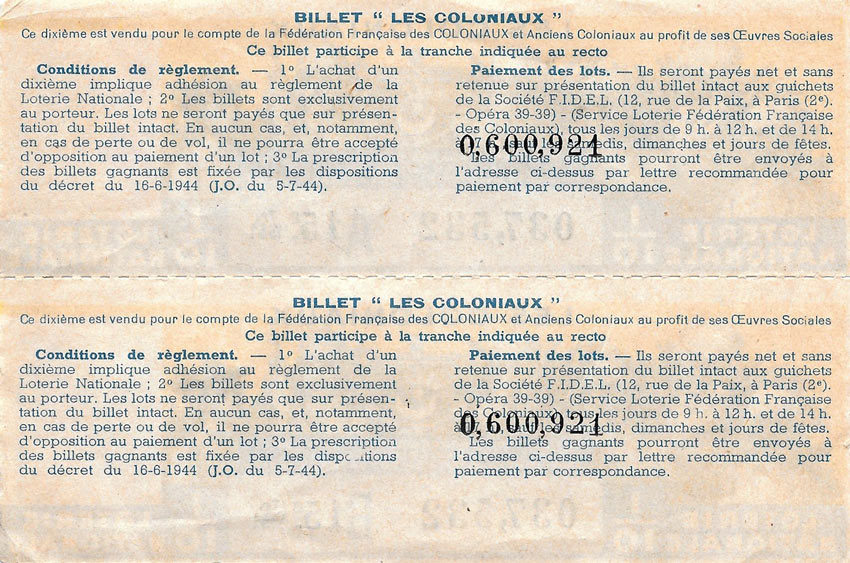 BILLET “ LES COLONIAUX ”
Ce dixième est vendu pour le compte de la Fédération Française des COLONIAUX et Anciens Coloniaux au profit de ses Œuvres Sociales
Ce billet participe à la tranche indiquée au recto
Conditions de règlement. — 1º L'achat d'un
dixième implique adhésion au règlement de la
Loterie Nationale ; 2º Les billets sont exclusivement
au porteur. Les lots ne seront payés que sur présen-
tation du billet intact. En aucun cas, et, notamment,
en cas de perte ou de vol, il ne pourra être accepté
d'opposition au paiement d'un lot ; 3º La prescription
des billets gagnants est fixée par les dispositions
du décret du 16-6-1944 (J.O. du 5-7-44).
Paiement des lots. — Ils seront payés net et sans
retenue sur présentation du billet intact aux guichets
de la Société F.I.D.E.L. (12, rue de la Paix, à Paris (2e).
- Opéra 39-39) - (Service Loterie Fédération Française
des Coloniaux), tous les jours de 9 h. à 12 h. et de 14 h.
à sauf les samedis, dimanches et jours de fêtes.
Les billets gagnants pourront être envoyés à
l'adresse ci-dessus par lettre recommandée pour
paiement par correspondance.
0,600,921
BILLET “ LES COLONIAUX ”
Ce dixième est vendu pour le compte de la Fédération Française des COLONIAUX et Anciens Coloniaux au profit de ses Œuvres Sociales
Ce billet participe à la tranche indiquée au recto
Conditions de règlement. — 1º L'achat d'un
dixième implique adhésion au règlement de la
Loterie Nationale ; 2º Les billets sont exclusivement
au porteur. Les lots ne seront payés que sur présen-
tation du billet intact. En aucun cas, et, notamment,
en cas de perte ou de vol, il ne pourra être accepté
d'opposition au paiement d'un lot ; 3º La prescription
des billets gagnants est fixée par les dispositions
du décret du 16-6-1944 (J.O. du 5-7-44).
Paiement des lots. — Ils seront payés net et sans
retenue sur présentation du billet intact aux guichets
de la Société F.I.D.E.L. (12, rue de la Paix, à Paris (2e).
- Opéra 39-39) - (Service Loterie Fédération Française
des Coloniaux), tous les jours de 9 h. à 12 h. et de 14 h.
à sauf les samedis, dimanches et jours de fêtes.
Les billets gagnants pourront être envoyés à
l'adresse ci-dessus par lettre recommandée pour
paiement par correspondance.
0,600,921